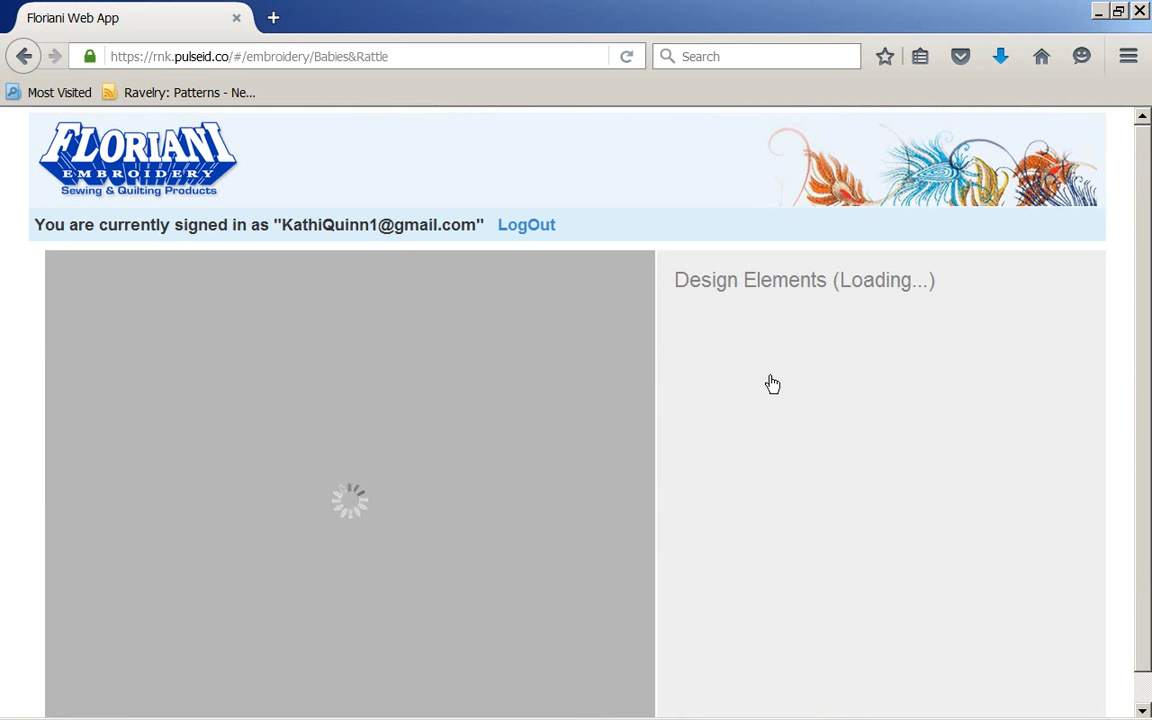 Floriani Web App
https://rnk.pulseid.co/#/embroidery/Babies&Rattle
Search
Most Visited
Ravelry: Patterns - Ne...
FLORIANI
EMBROIDERY
Sewing & Quilting Products
You are currently signed in as "KathiQuinn1@gmail.com" LogOut
Design Elements (Loading...)